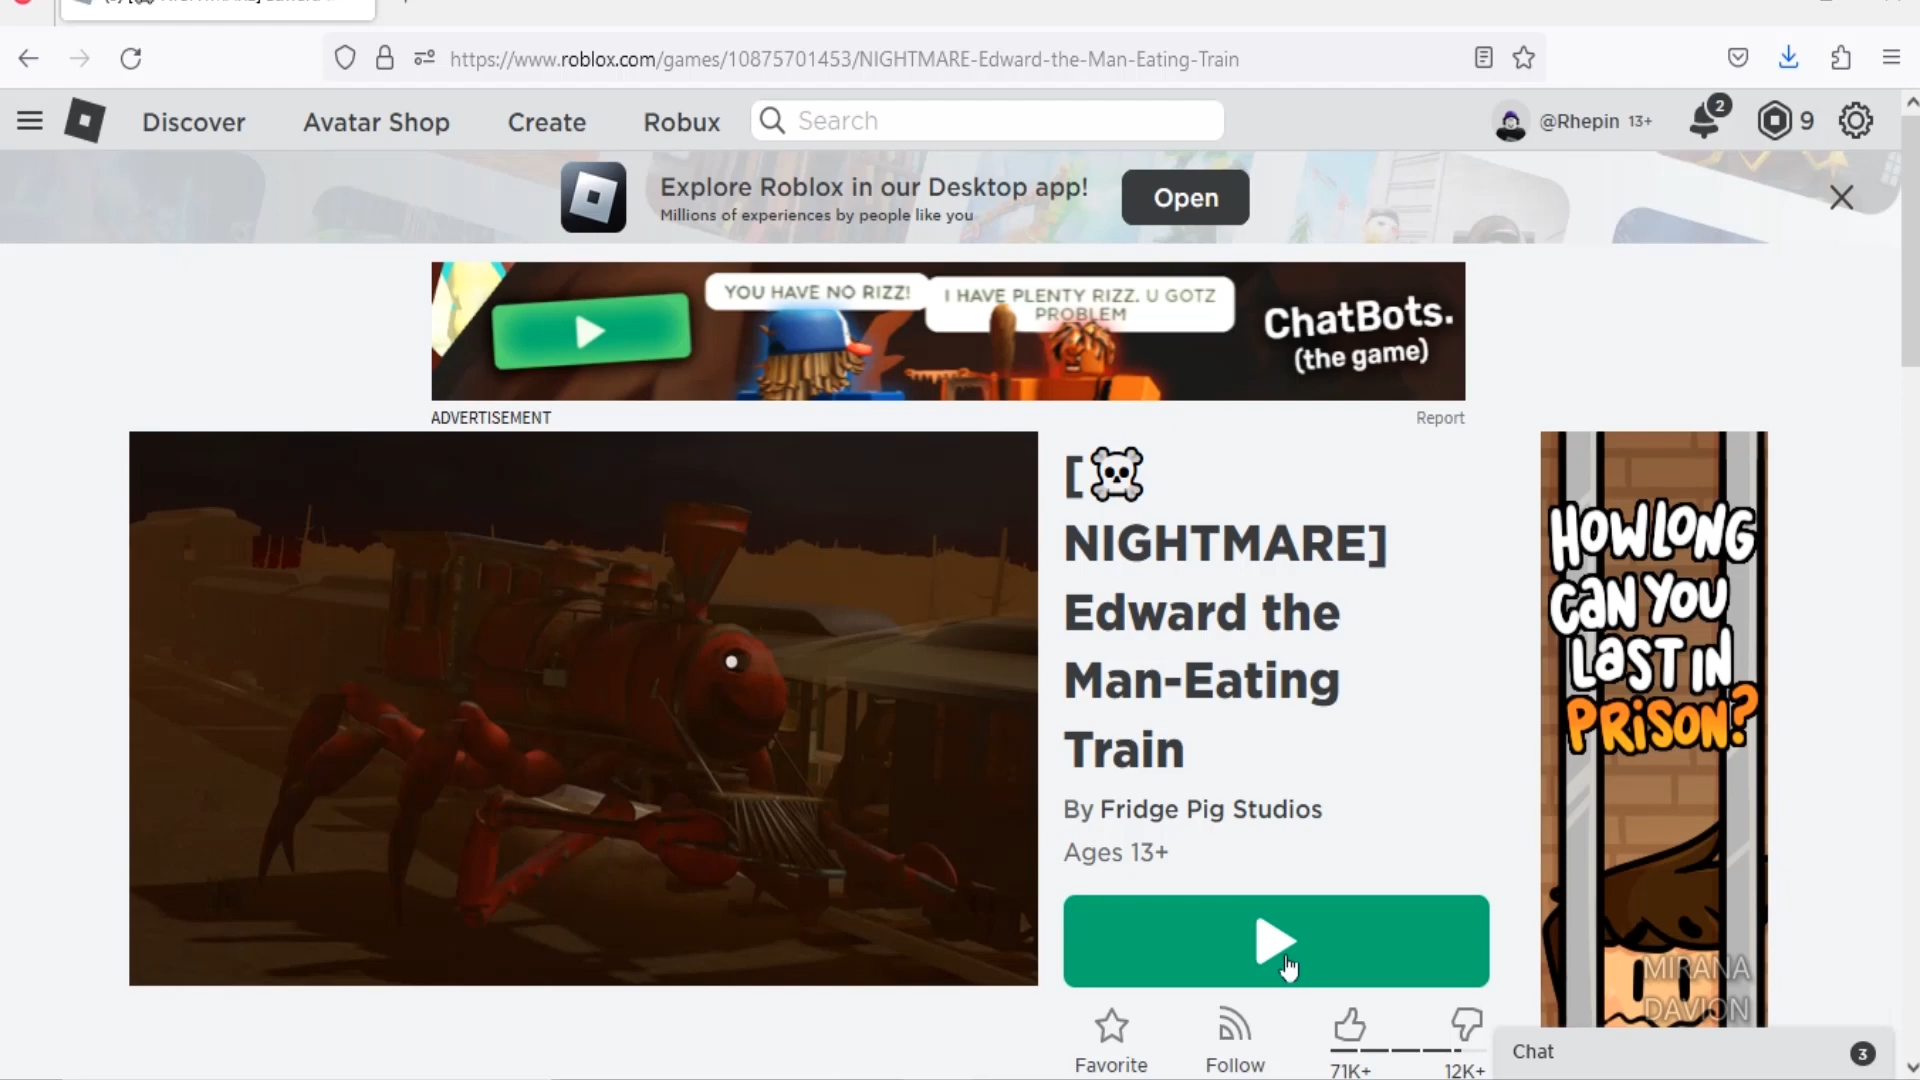 https://www.roblox.com/games/10875701453/NIGHTMARE-Edward-the-Man-Eating-Train
Discover
Avatar Shop
Create
Robux
Search
@Rhepin 13+
2
9
Explore Roblox in our Desktop app!
Millions of experiences by people like you
Open
YOU HAVE NO RIZZ!
I HAVE PLENTY RIZZ. U GOTZ
PROBLEM
ChatBots.
(the game)
ADVERTISEMENT
Report
[☠
NIGHTMARE]
Edward the
Man-Eating
Train
By Fridge Pig Studios
Ages 13+
Favorite
Follow
71K+
12K+
HOW LONG
CAN YOU
LAST IN
PRISON?
MIRANA
DAVION
Chat
3